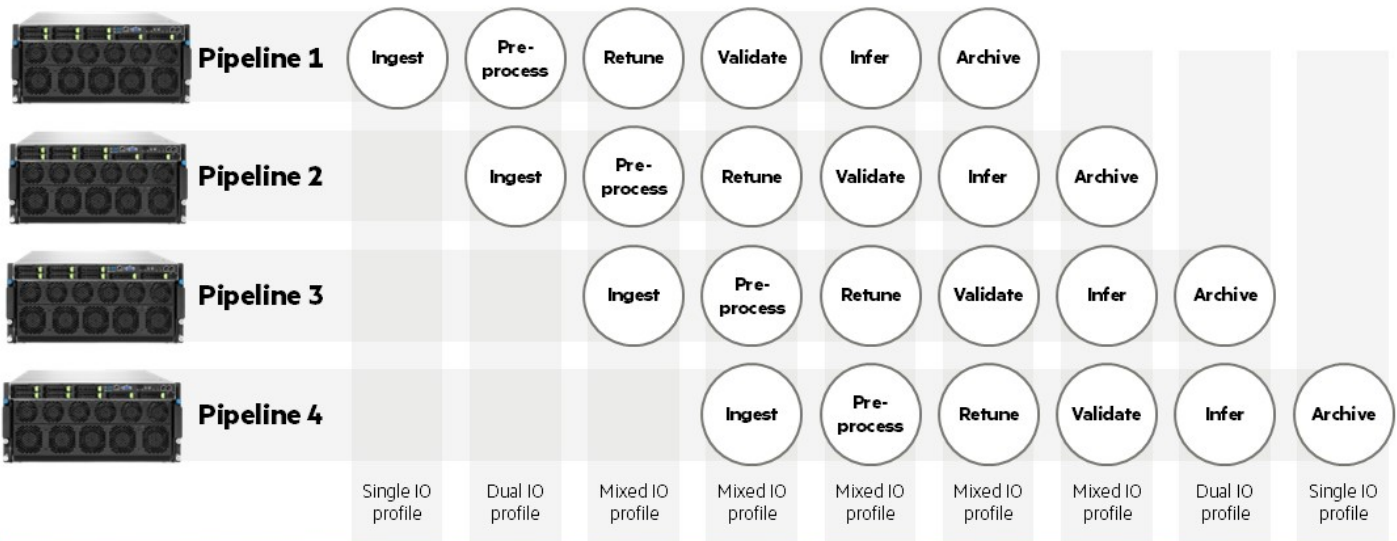 Pipeline 1
Ingest
Pre-
process
Retune
Validate
Infer
Archive
Pipeline 2
Ingest
Pre-
process
Retune
Validate
Infer
Archive
Pipeline 3
Ingest
Pre-
process
Retune
Validate
Infer
Archive
Pipeline 4
Ingest
Pre-
process
Retune
Validate
Infer
Archive
Single IO
profile
Dual IO
profile
Mixed IO
profile
Mixed IO
profile
Mixed IO
profile
Mixed IO
profile
Mixed IO
profile
Dual IO
profile
Single IO
profile